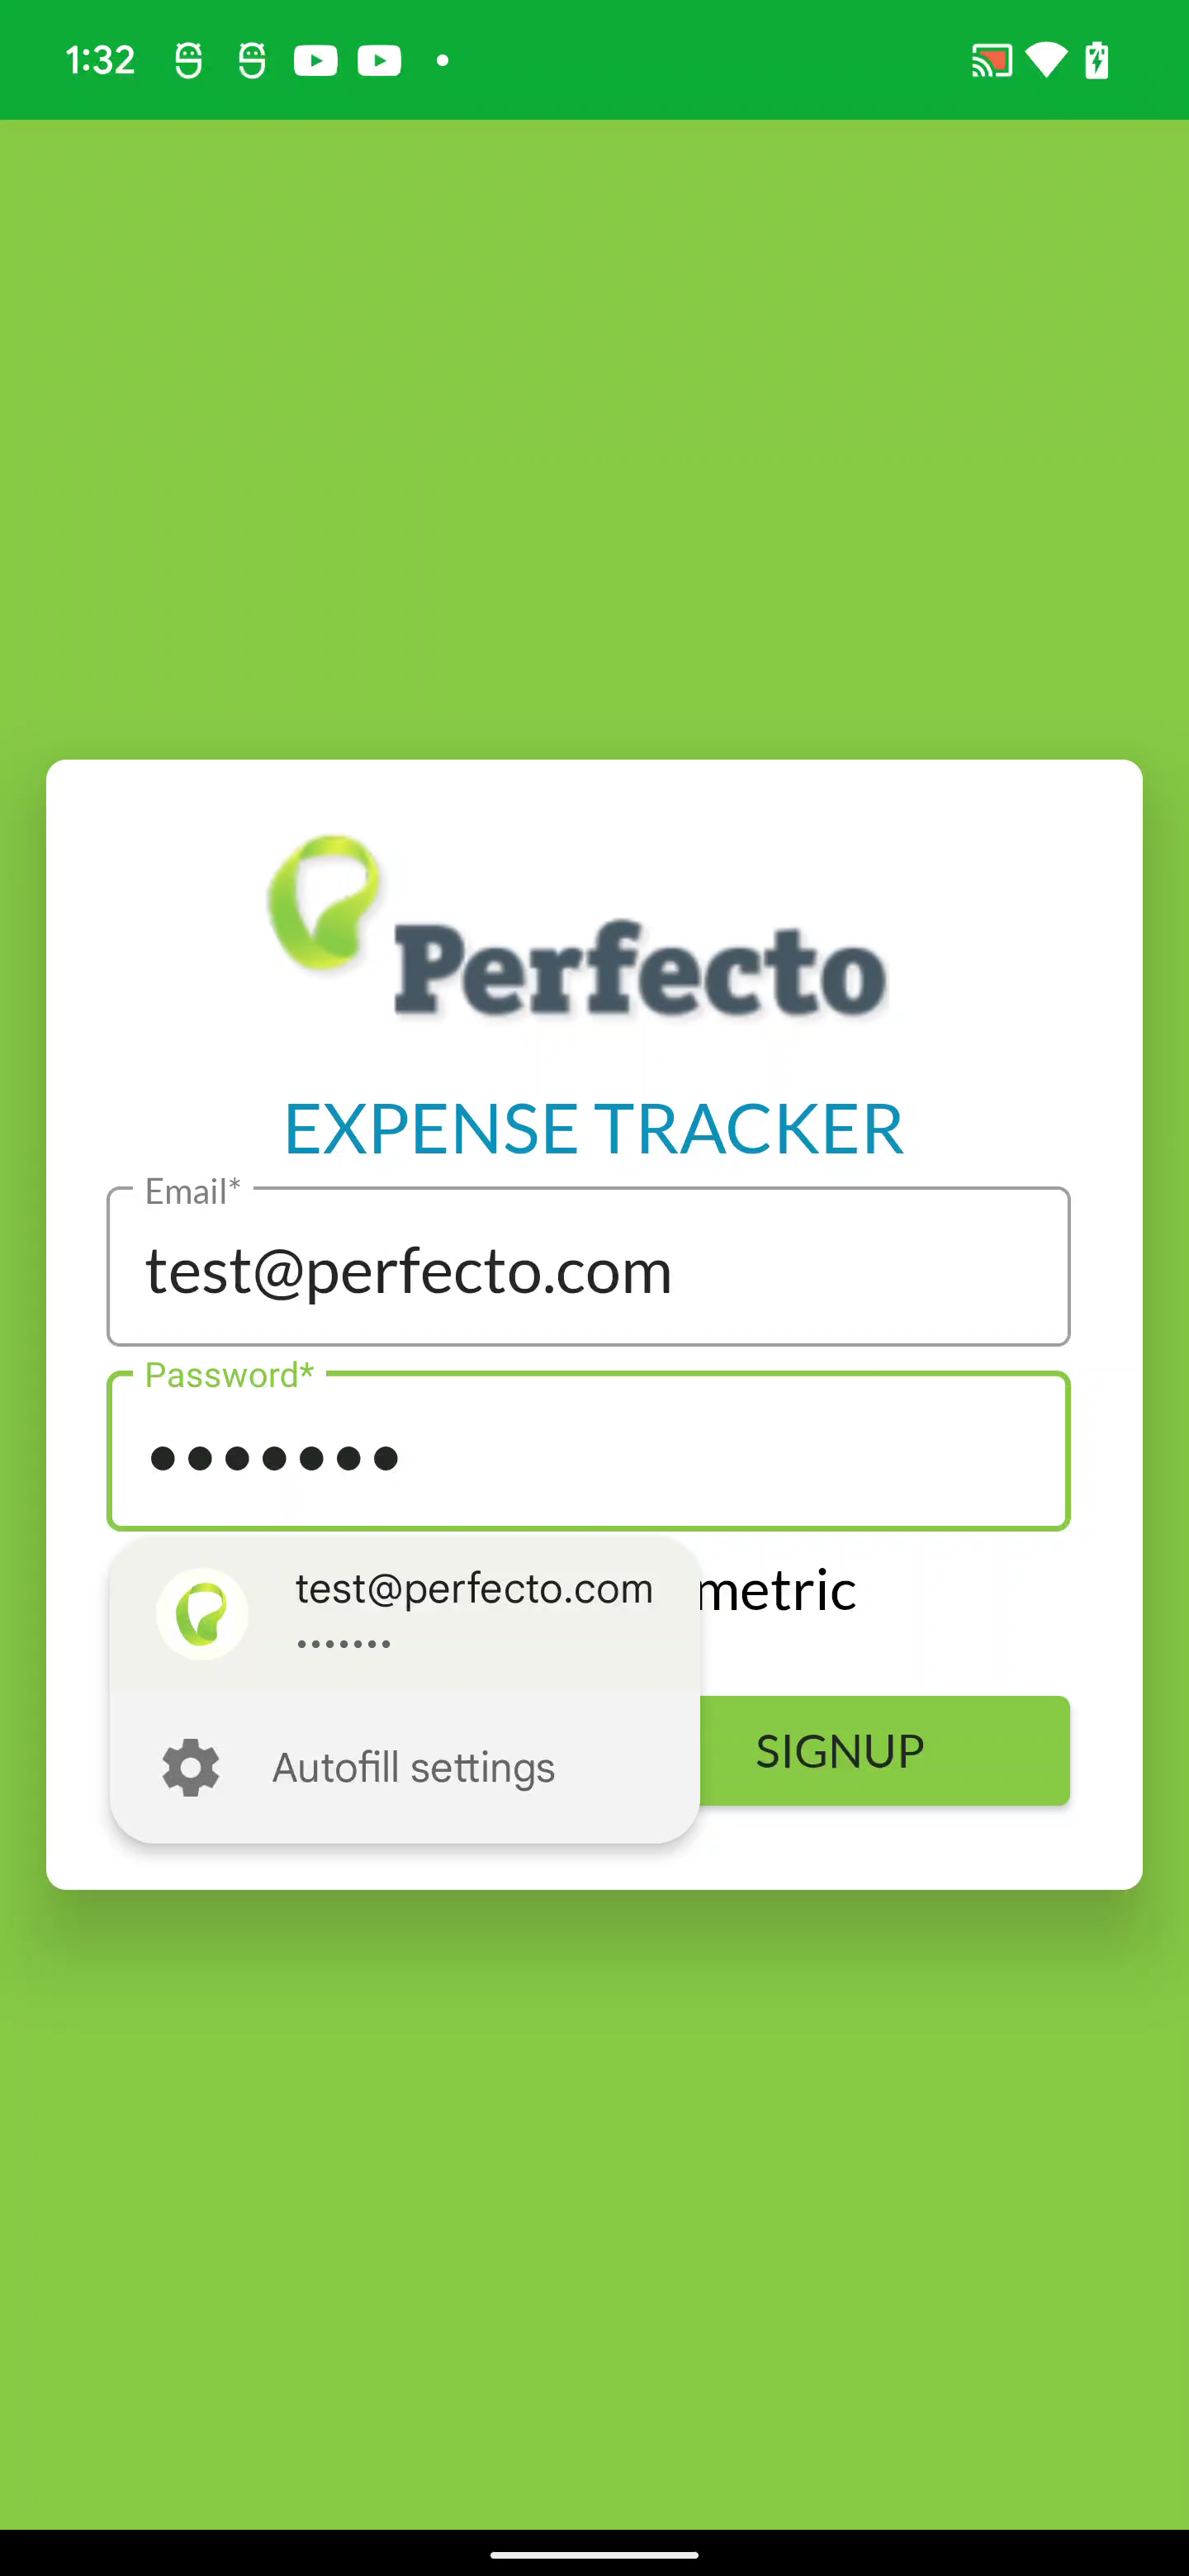 1:32
Perfecto
EXPENSE TRACKER
Email*
test@perfecto.com
Password*
•••••••
test@perfecto.com
•••••••
metric
Autofill settings
SIGNUP